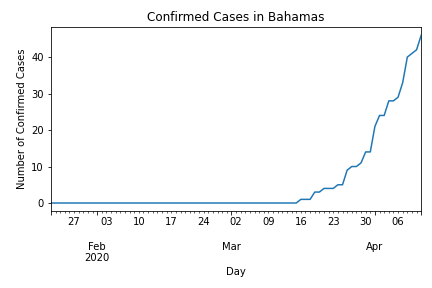 Confirmed Cases in Bahamas
Number of Confirmed Cases
40
30
20
10
0
27 03 10 17 24 02 09 16 23 30 06
Feb Mar Apr
2020
Day